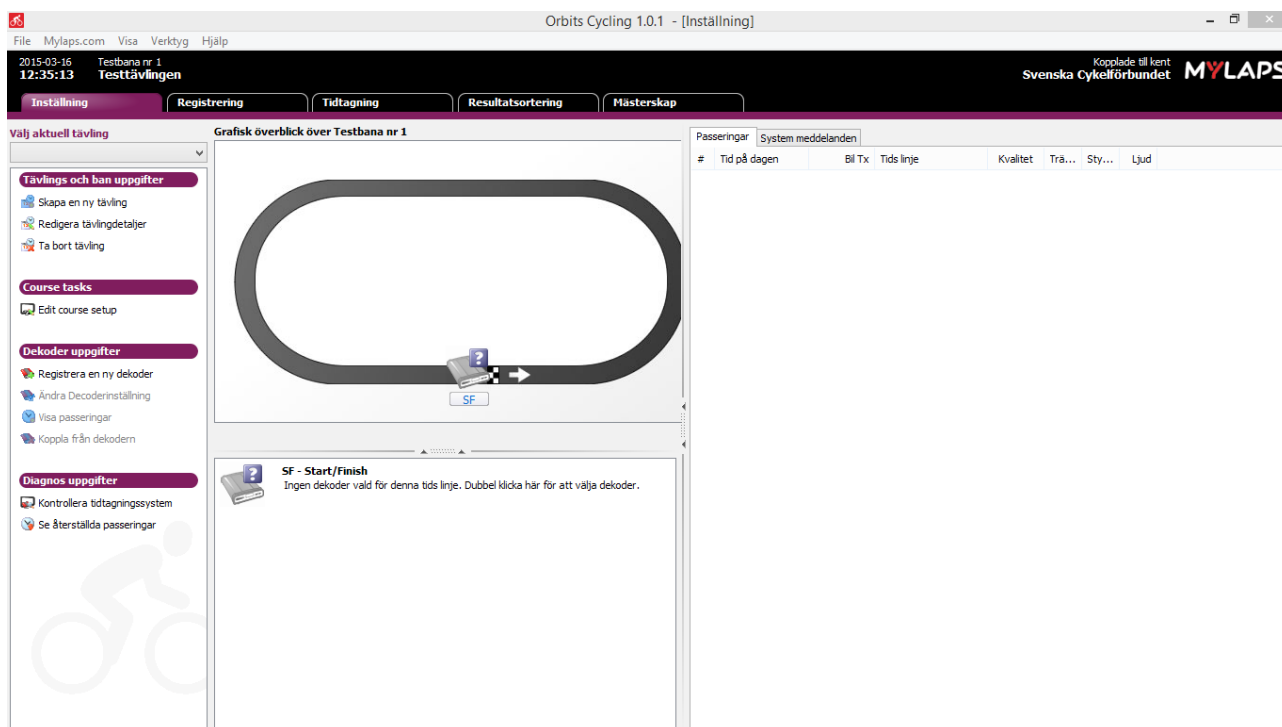 Orbits Cycling 1.0.1 - [Inställning]
File Mylaps.com Visa Verktyg Hjälp
2015-03-16 Testbana nr 1
12:35:13 Testtävlingen
Kopplade till kent
Svenska Cykelförbundet
MYLAPS
Inställning Registrering Tidtagning Resultatsortering Mästerskap
Välj aktuell tävling
Tävlings och ban uppgifter
Skapa en ny tävling
Redigera tävlingdetaljer
Ta bort tävling
Course tasks
Edit course setup
Dekoder uppgifter
Registrera en ny dekoder
Ändra Decoderinställning
Visa passeringar
Koppla från dekodern
Diagnos uppgifter
Kontrollera tidtagningssystem
Se återställda passeringar
Grafisk överblick över Testbana nr 1
?
SF
?
SF - Start/Finish
Ingen dekoder vald för denna tids linje. Dubbel klicka här för att välja dekoder.
Passeringar System meddelanden
# Tid på dagen Bil Tx Tids linje Kvalitet Trä... Sty... Ljud